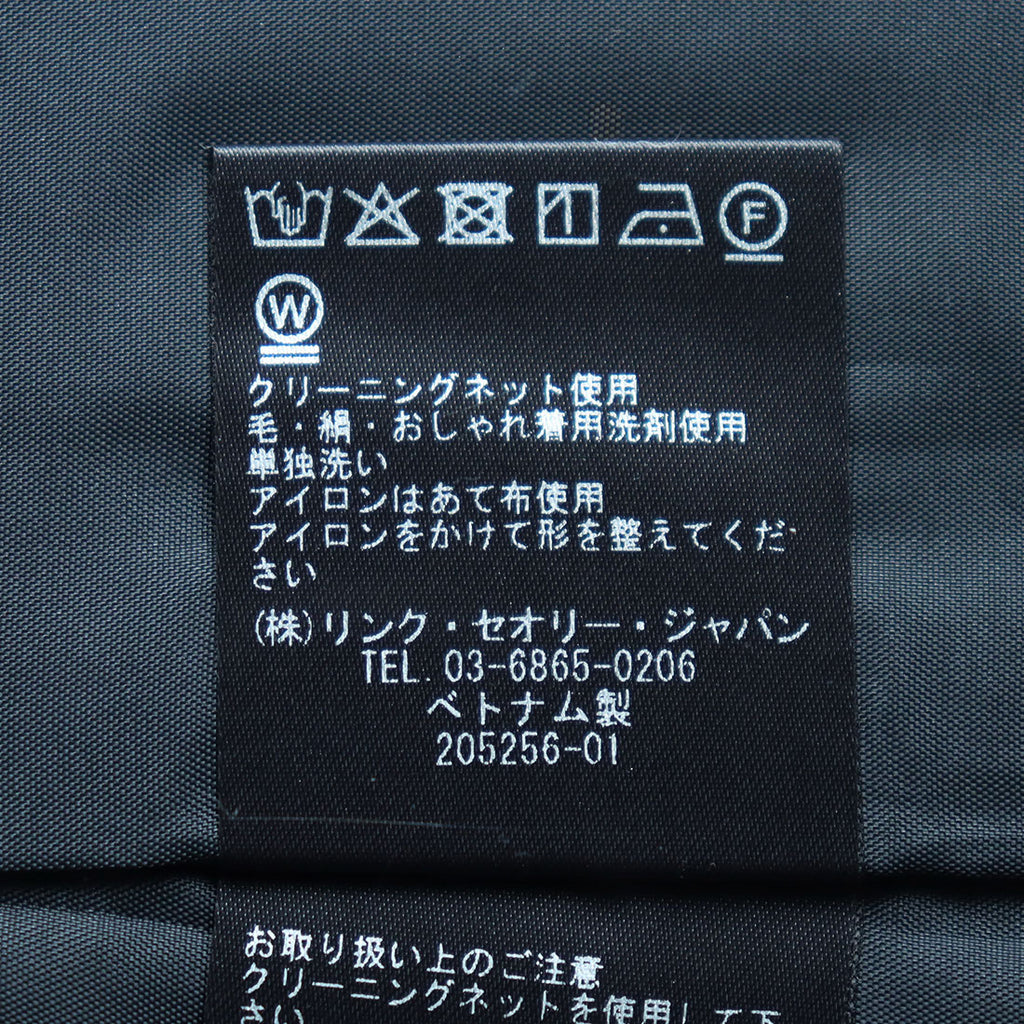 F
W
クリーニングネット使用
毛・絹・おしゃれ着用洗剤使用
単独洗い
アイロンはあて布使用
アイロンをかけて形を整えてくだ
さい
(株)リンク・セオリー・ジャパン
TEL. 03-6865-0206
ベトナム製
205256-01
お取り扱い上のご注意
クリーニングネットを使用して下
さい